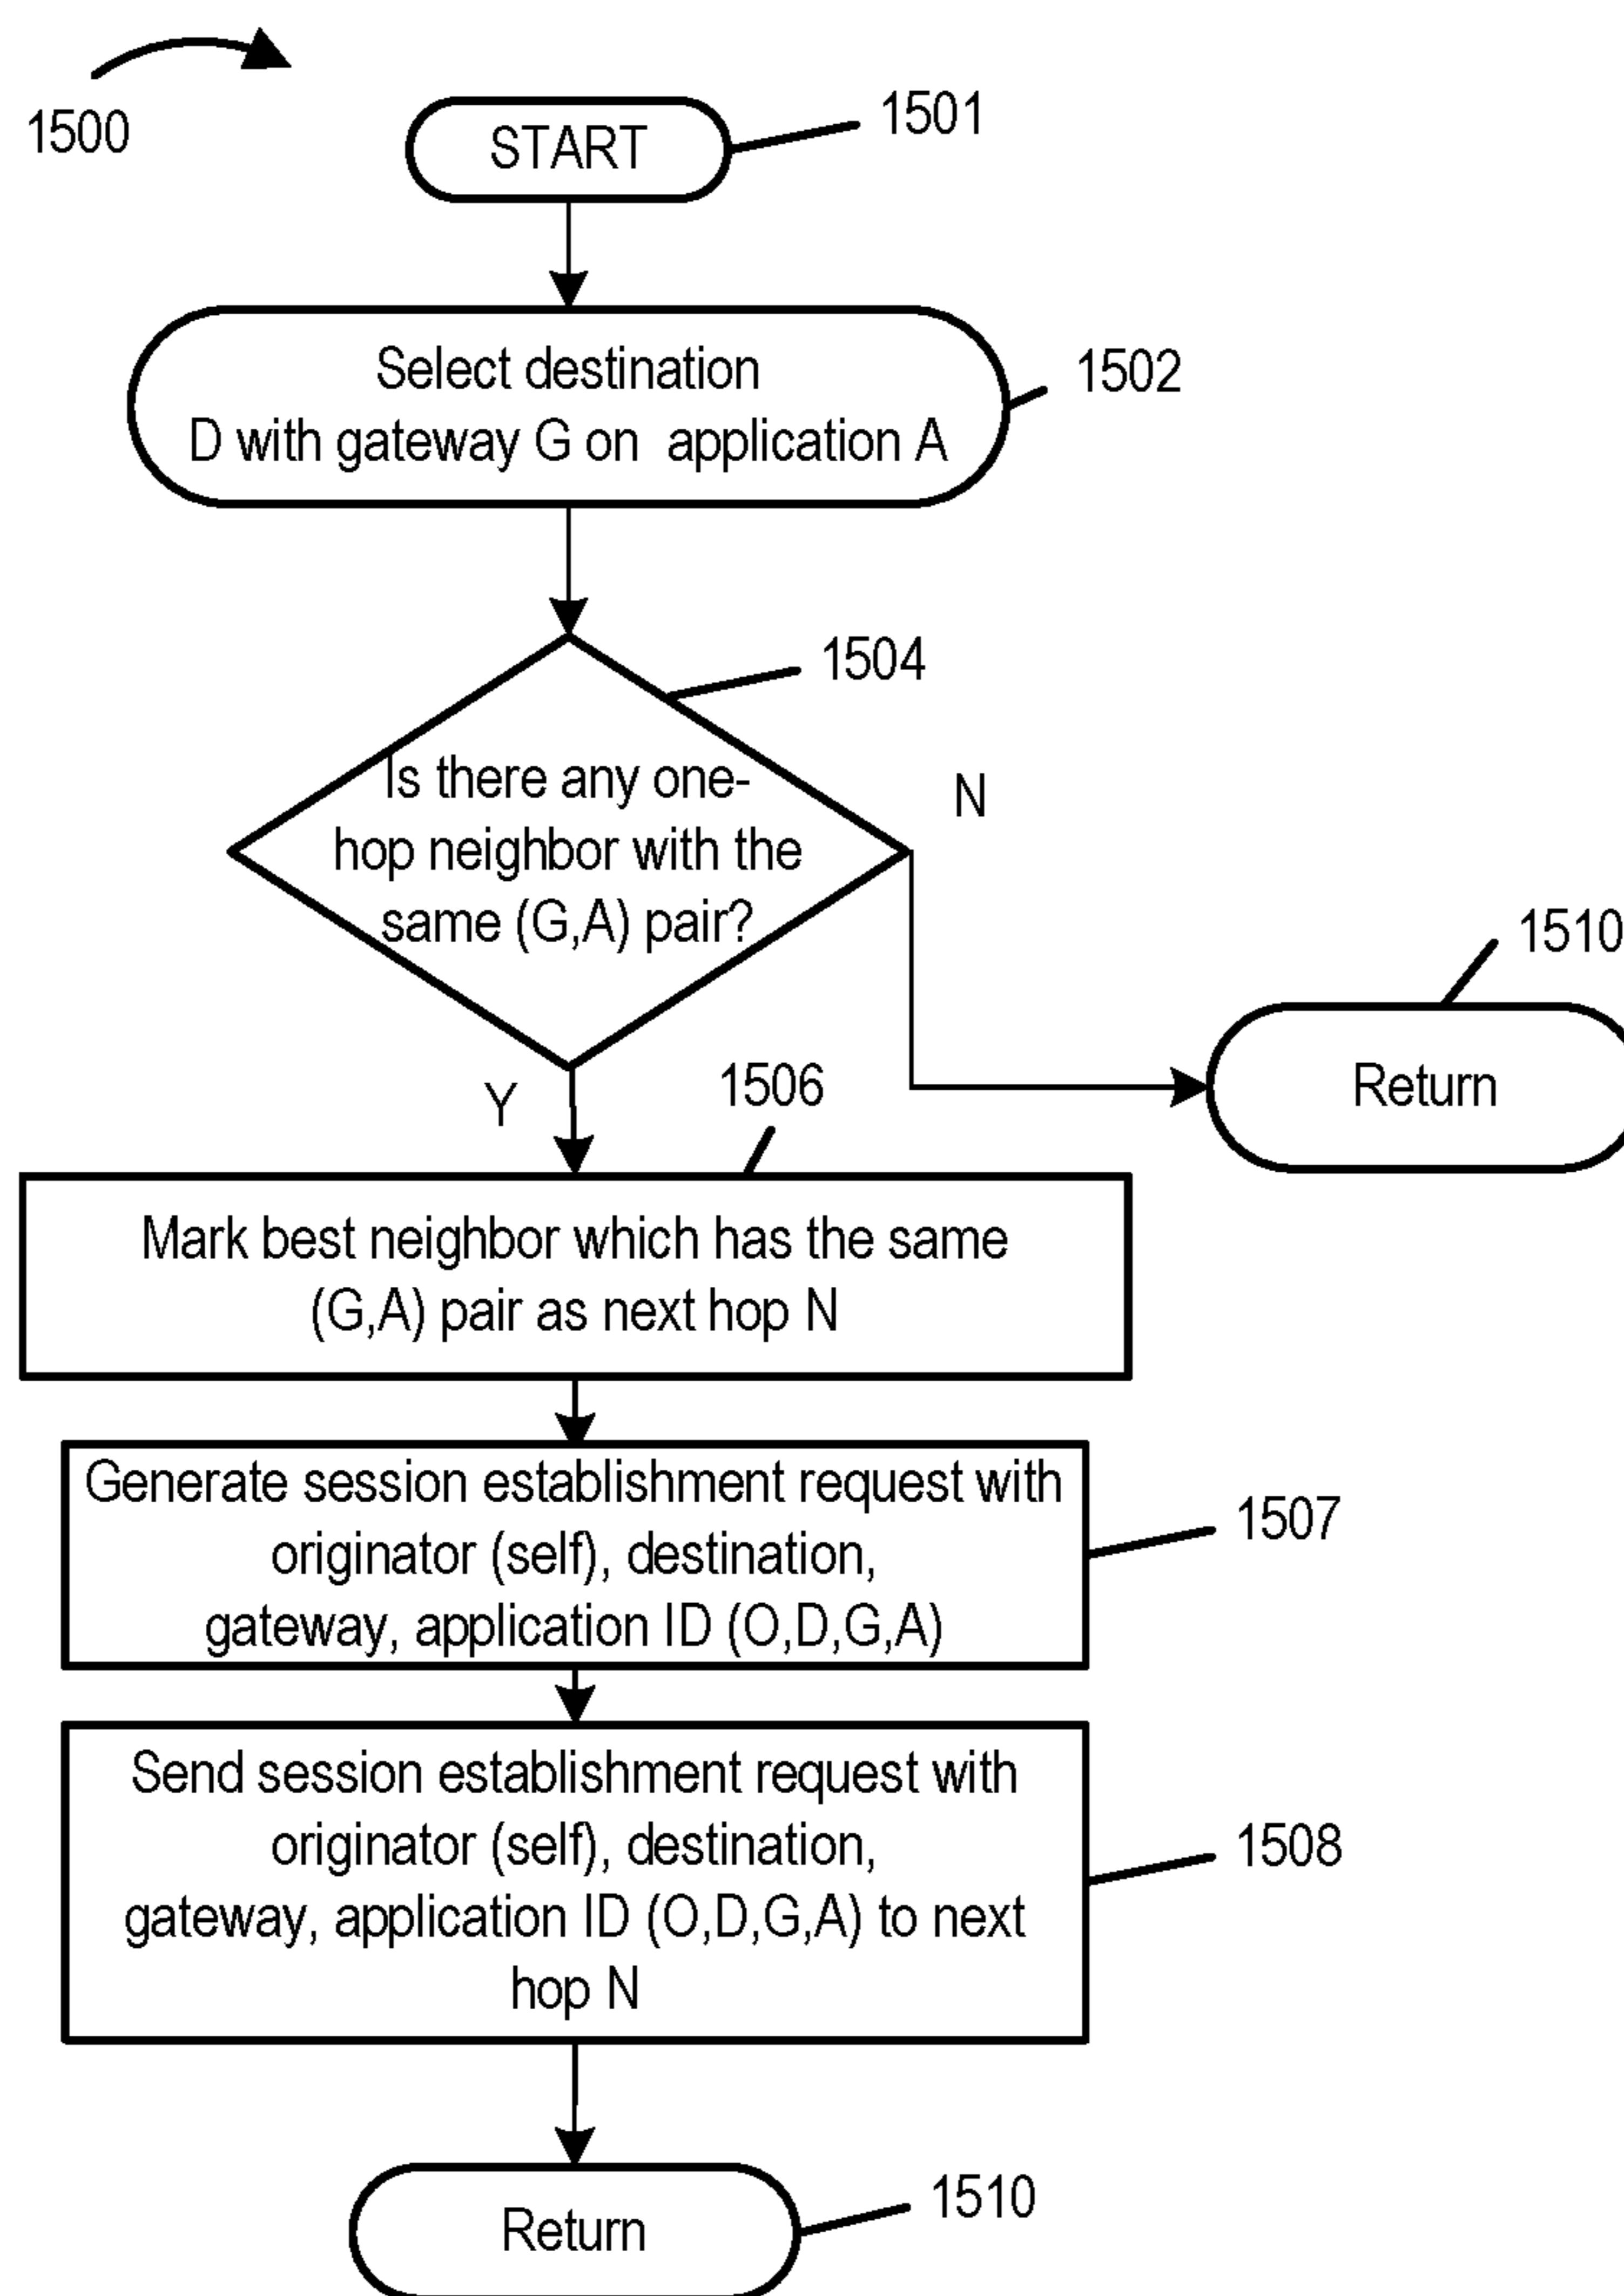 1500
START
1501
Select destination
D with gateway G on application A
1502
1504
Is there any one-
hop neighbor with the
same (G,A) pair?
N
1510
Return
Y
1506
Mark best neighbor which has the same
(G,A) pair as next hop N
Generate session establishment request with
originator (self), destination,
gateway, application ID (O,D,G,A)
1507
Send session establishment request with
originator (self), destination,
gateway, application ID (O,D,G,A) to next
hop N
1508
Return
1510